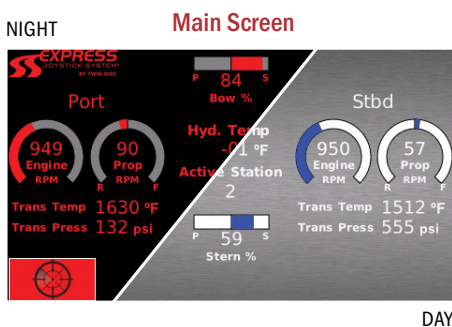 NIGHT
Main Screen
EXPRESS
JOYSTICK SYSTEM
BY TWIN DISC
Port
P S
84
Bow %
Stbd
949
Engine
RPM
90
Prop
RPM
R F
Hyd. Temp
-01 °F
Active Station
2
950
Engine
RPM
57
Prop
RPM
R F
Trans Temp 1630 °F
Trans Press 132 psi
P S
59
Stern %
Trans Temp 1512 °F
Trans Press 555 psi
DAY